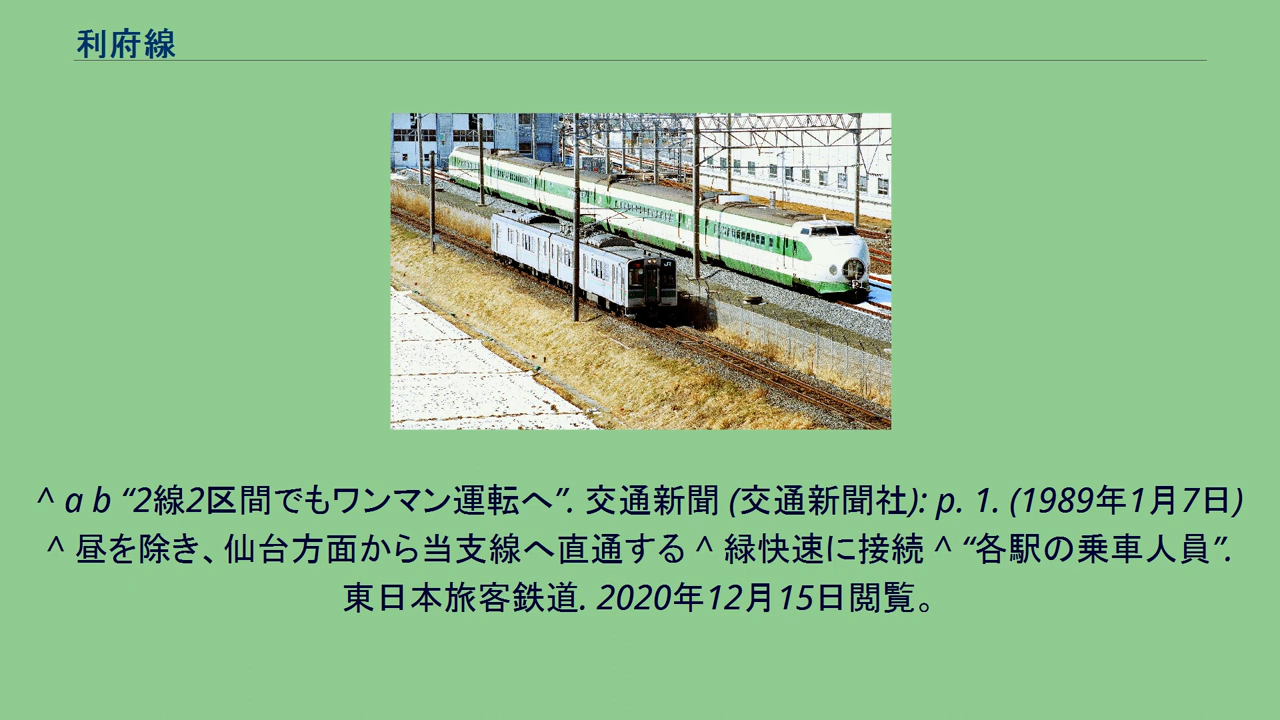 利府線
^ a b “2線2区間でもワンマン運転へ”. 交通新聞 (交通新聞社): p. 1. (1989年1月7日)
^ 昼を除き、仙台方面から当支線へ直通する ^ 緑快速に接続 ^ “各駅の乗車人員”.
東日本旅客鉄道. 2020年12月15日閲覧。
JR